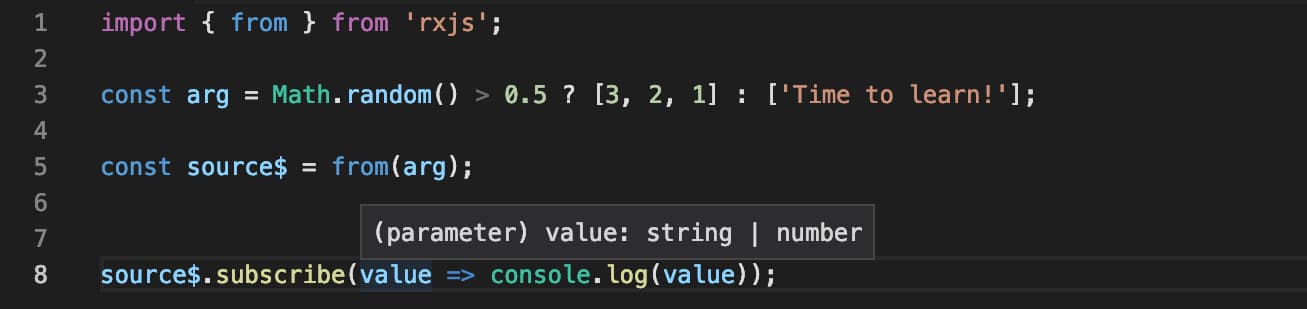 1 import { from } from 'rxjs';
2
3 const arg = Math.random() > 0.5 ? [3, 2, 1] : ['Time to learn!'];
4
5 const source$ = from(arg);
6
7 (parameter) value: string | number
8 source$.subscribe(value => console.log(value));